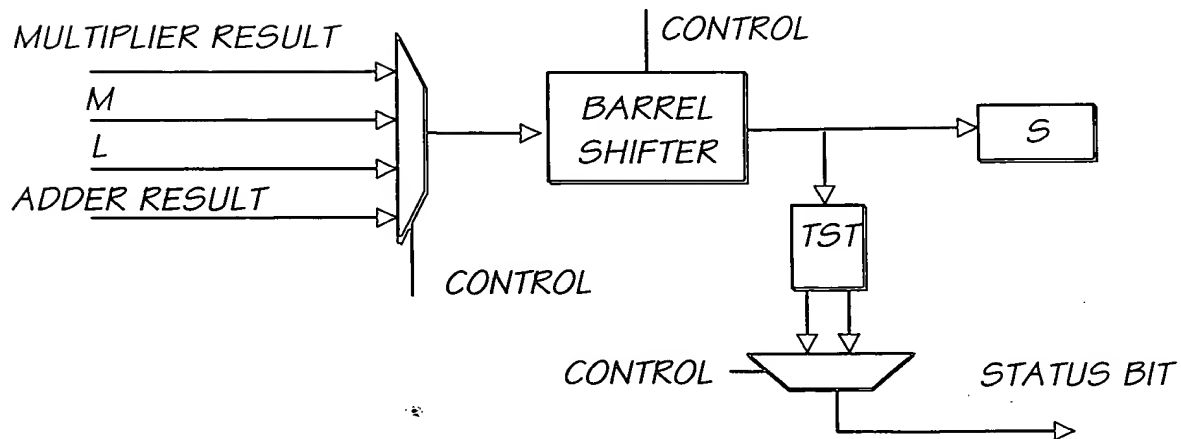 MULTIPLIER RESULT
CONTROL
M
BARREL
SHIFTER
S
L
ADDER RESULT
TST
CONTROL
CONTROL
STATUS BIT